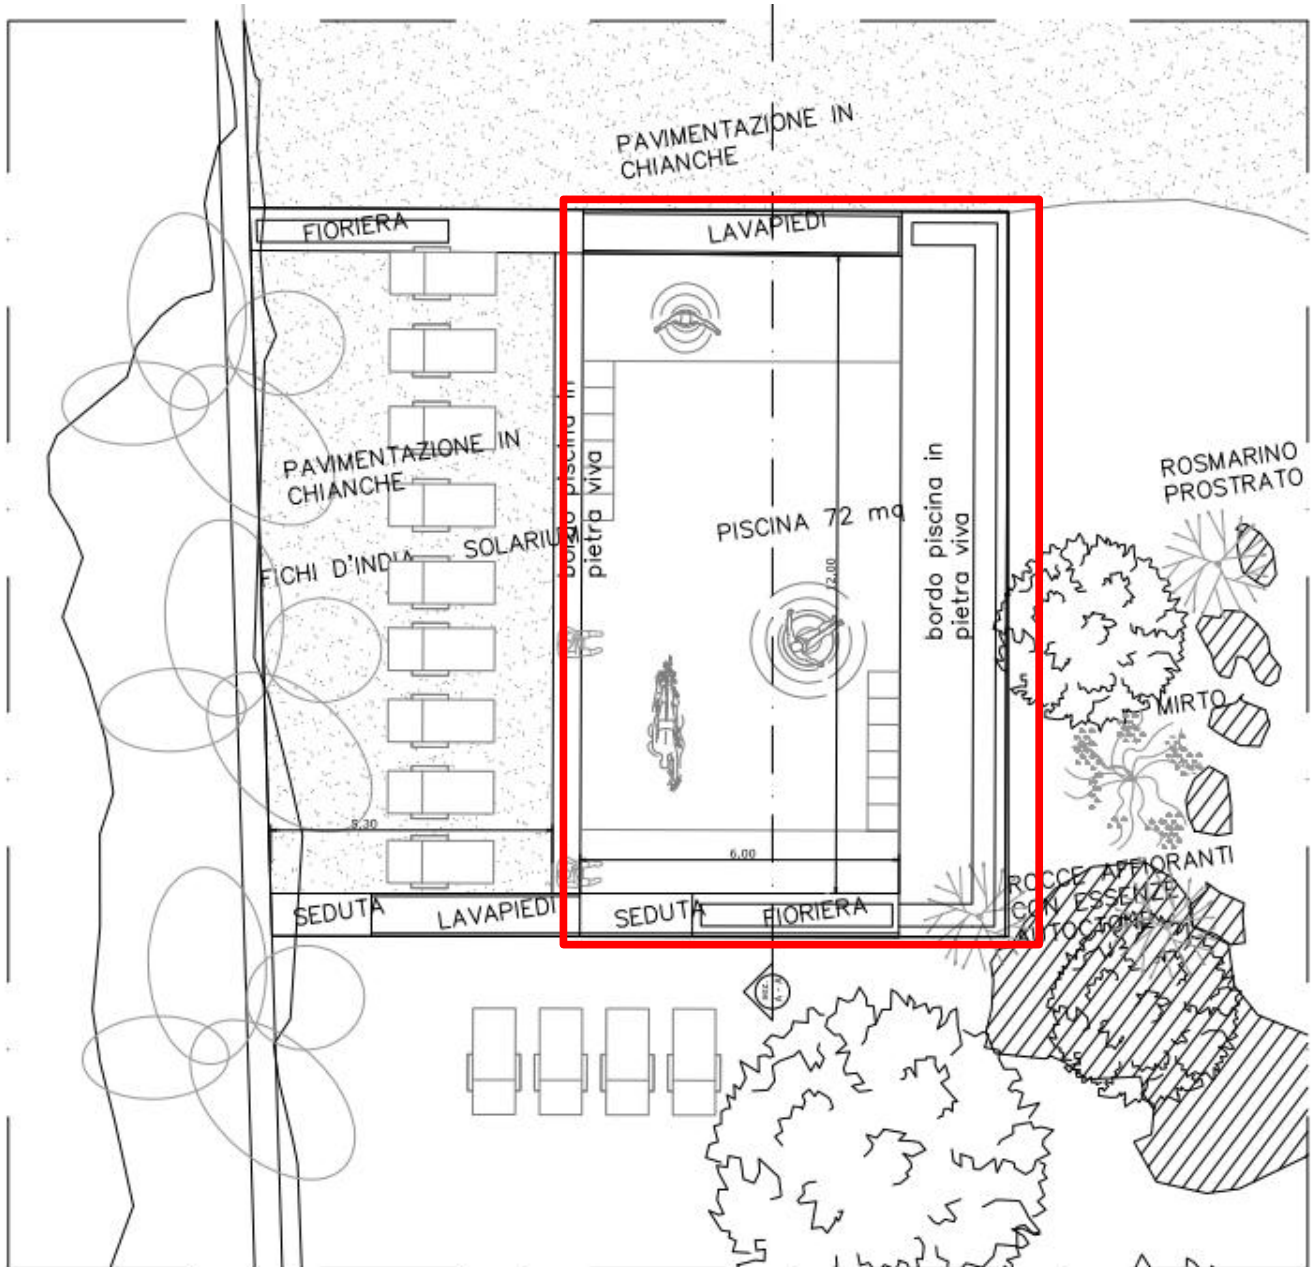 PAVIMENTAZIONE IN
CHIANCHE
FIORIERA
LAVAPIEDI
bordo piscina in
pietra viva
PAVIMENTAZIONE IN
CHIANCHE
ROSMARINO
PROSTRATO
bordo piscina in
pietra viva
PISCINA 72 mq
SOLARIUM
FICHI D'INDIA
12,00
MIRTO
5.30
6.00
ROCCE AFFIORANTI
CON ESSENZE
AUTOCTONE
SEDUTA
LAVAPIEDI
SEDUTA
FIORIERA